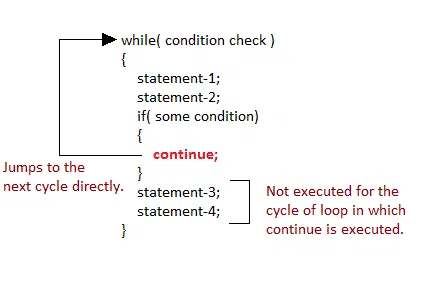 while( condition check )
{
statement-1;
statement-2;
if( some condition)
{
continue;
}
Jumps to the
next cycle directly.
statement-3;
statement-4;
}
Not executed for the
cycle of loop in which
continue is executed.